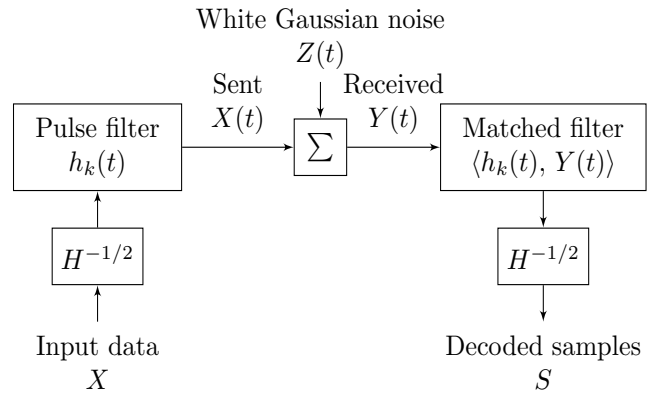 White Gaussian noise
Z(t)
Sent
X(t)
Received
Y(t)
Pulse filter
h_k(t)
∑
Matched filter
⟨h_k(t), Y(t)⟩
H^{-1/2}
H^{-1/2}
Input data
X
Decoded samples
S